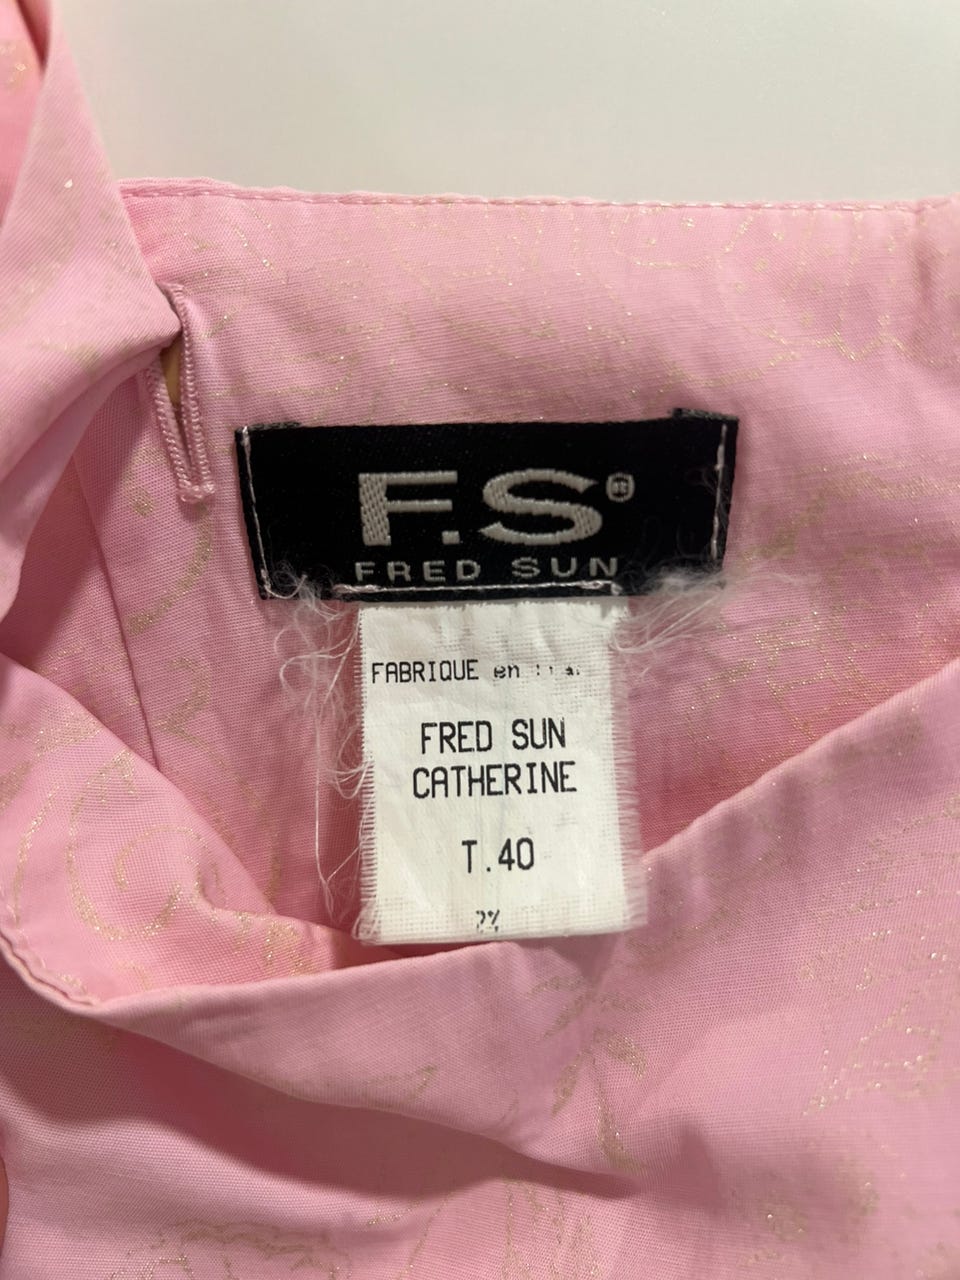 F.S®
FRED SUN
FABRIQUE en
FRED SUN
CATHERINE
T.40